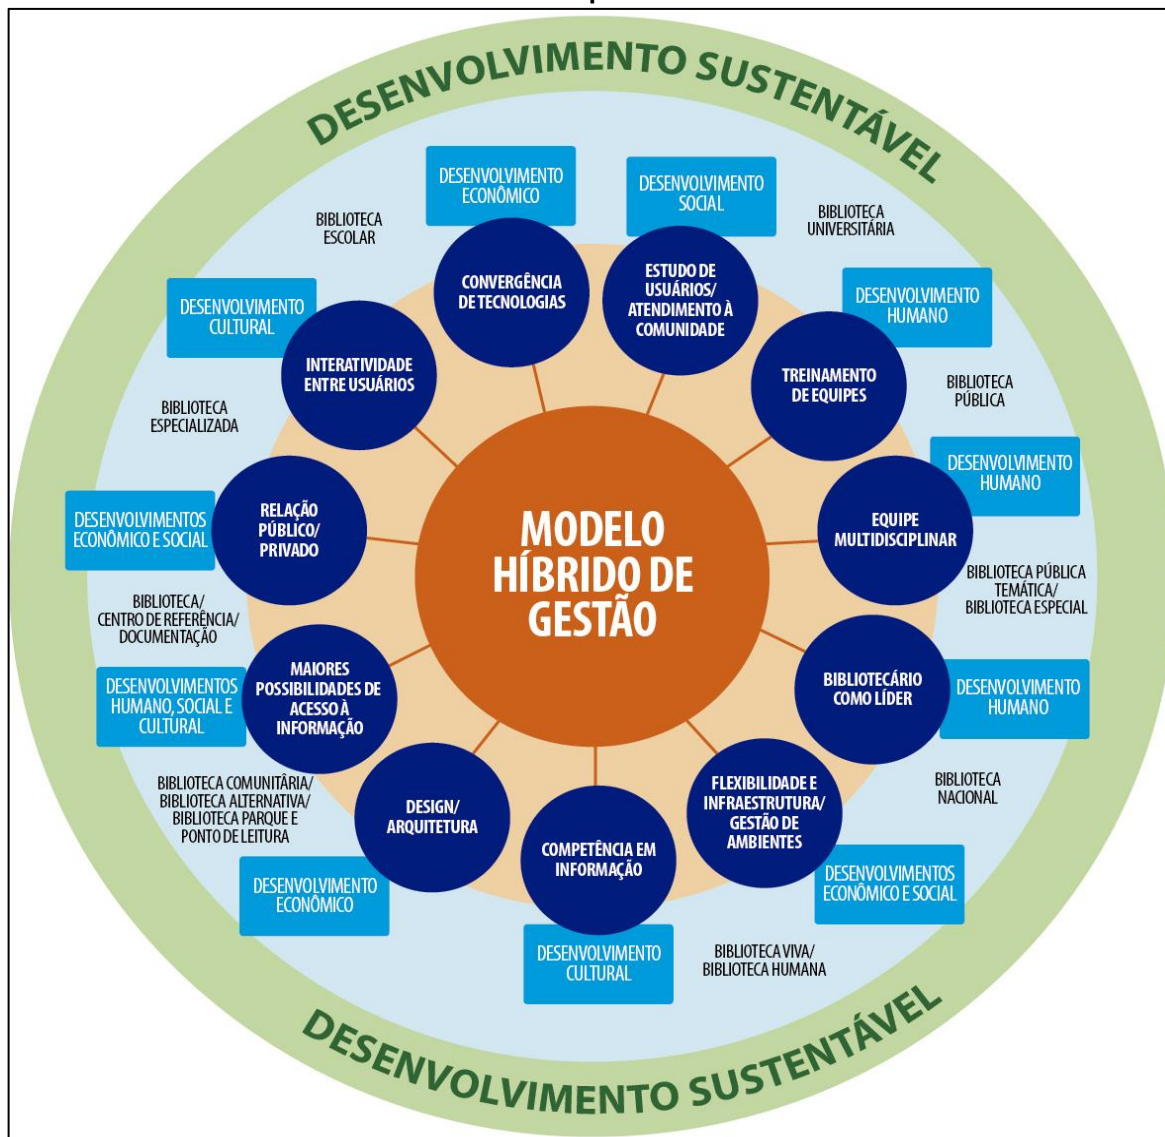 DESENVOLVIMENTO SUSTENTÁVEL
DESENVOLVIMENTO
ECONÔMICO
DESENVOLVIMENTO
SOCIAL
BIBLIOTECA
ESCOLAR
BIBLIOTECA
UNIVERSITÁRIA
CONVERGÊNCIA
DE TECNOLOGIAS
ESTUDO DE
USUÁRIOS/
ATENDIMENTO À
COMUNIDADE
DESENVOLVIMENTO
CULTURAL
DESENVOLVIMENTO
HUMANO
INTERATIVIDADE
ENTRE USUÁRIOS
TREINAMENTO
DE EQUIPES
BIBLIOTECA
ESPECIALIZADA
BIBLIOTECA
PÚBLICA
DESENVOLVIMENTO
HUMANO
DESENVOLVIMENTOS
ECONÔMICO E SOCIAL
RELAÇÃO
PÚBLICO/
PRIVADO
MODELO
HÍBRIDO DE
GESTÃO
EQUIPE
MULTIDISCIPLINAR
BIBLIOTECA PÚBLICA
TEMÁTICA/
BIBLIOTECA ESPECIAL
BIBLIOTECA/
CENTRO DE REFERÊNCIA/
DOCUMENTAÇÃO
DESENVOLVIMENTOS
HUMANO, SOCIAL E
CULTURAL
MAIORES
POSSIBILIDADES DE
ACESSO À
INFORMAÇÃO
BIBLIOTECÁRIO
COMO LÍDER
DESENVOLVIMENTO
HUMANO
BIBLIOTECA COMUNITÂRIA/
BIBLIOTECA ALTERNATIVA/
BIBLIOTECA PARQUE E
PONTO DE LEITURA
DESIGN/
ARQUITETURA
FLEXIBILIDADE E
INFRAESTRUTURA/
GESTÃO DE
AMBIENTES
BIBLIOTECA
NACIONAL
COMPETÊNCIA EM
INFORMAÇÃO
DESENVOLVIMENTO
ECONÔMICO
DESENVOLVIMENTOS
ECONÔMICO E SOCIAL
DESENVOLVIMENTO
CULTURAL
BIBLIOTECA VIVA/
BIBLIOTECA HUMANA
DESENVOLVIMENTO SUSTENTÁVEL